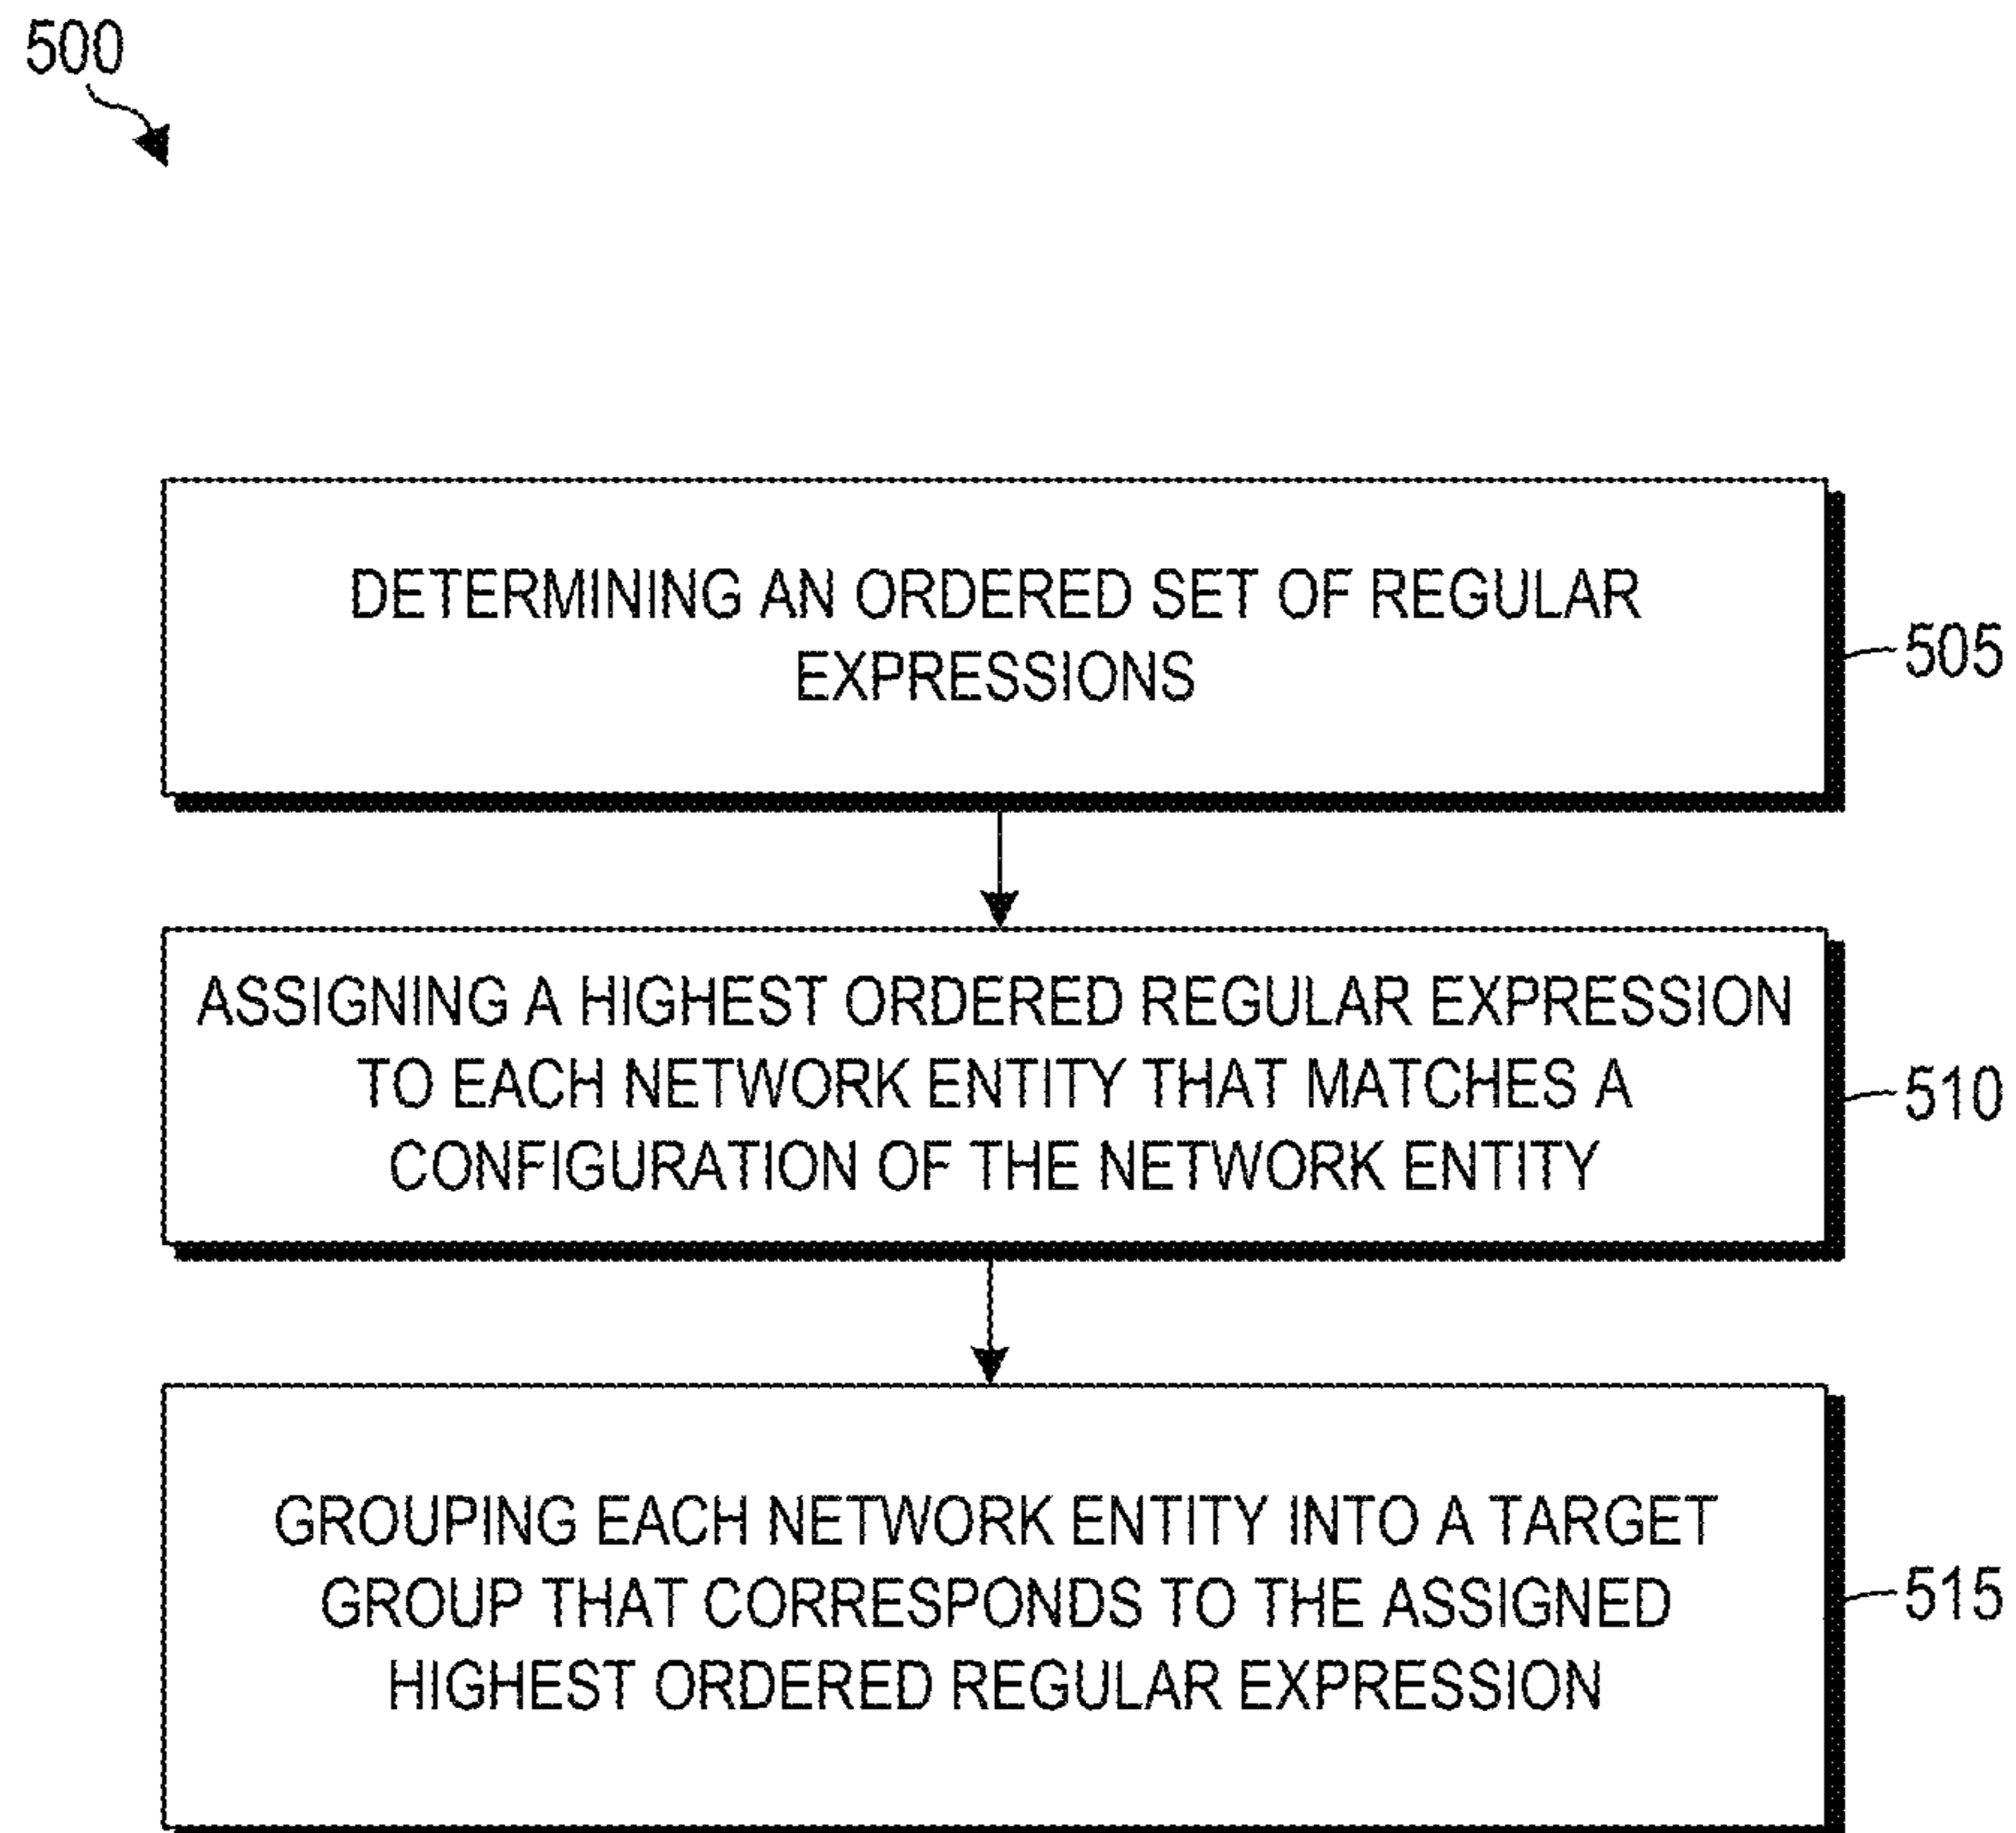 500
DETERMINING AN ORDERED SET OF REGULAR
EXPRESSIONS
505
ASSIGNING A HIGHEST ORDERED REGULAR EXPRESSION
TO EACH NETWORK ENTITY THAT MATCHES A
CONFIGURATION OF THE NETWORK ENTITY
510
GROUPING EACH NETWORK ENTITY INTO A TARGET
GROUP THAT CORRESPONDS TO THE ASSIGNED
HIGHEST ORDERED REGULAR EXPRESSION
515